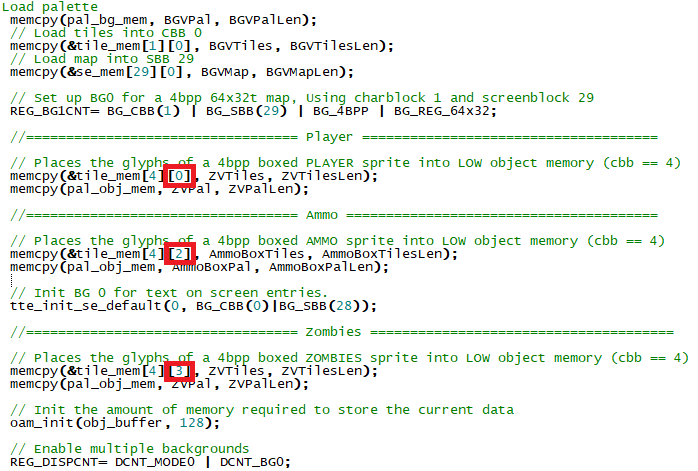 Load palette
memcpy(pal_bg_mem, BGVPal, BGVPalLen);
// Load tiles into CBB 0
memcpy(&tile_mem[1][0], BGVTiles, BGVTilesLen);
// Load map into SBB 29
memcpy(&se_mem[29][0], BGVMap, BGVMapLen);
// Set up BG0 for a 4bpp 64x32t map, Using charblock 1 and screenblock 29
REG_BG1CNT= BG_CBB(1) | BG_SBB(29) | BG_4BPP | BG_REG_64x32;
//================================== Player =====================================
// Places the glyphs of a 4bpp boxed PLAYER sprite into LOW object memory (cbb == 4)
memcpy(&tile_mem[4][0], ZVTiles, ZVTilesLen);
memcpy(pal_obj_mem, ZVPal, ZVPalLen);
//================================== Ammo =======================================
// Places the glyphs of a 4bpp boxed AMMO sprite into LOW object memory (cbb == 4)
memcpy(&tile_mem[4][2], AmmoBoxTiles, AmmoBoxTilesLen);
memcpy(pal_obj_mem, AmmoBoxPal, AmmoBoxPalLen);
// Init BG 0 for text on screen entries.
tte_init_se_default(0, BG_CBB(0)|BG_SBB(28));
//================================== Zombies ======================================
// Places the glyphs of a 4bpp boxed ZOMBIES sprite into LOW object memory (cbb == 4)
memcpy(&tile_mem[4][3], ZVTiles, ZVTilesLen);
memcpy(pal_obj_mem, ZVPal, ZVPalLen);
// Init the amount of memory required to store the current data
oam_init(obj_buffer, 128);
// Enable multiple backgrounds
REG_DISPCNT= DCNT_MODE0 | DCNT_BG0;